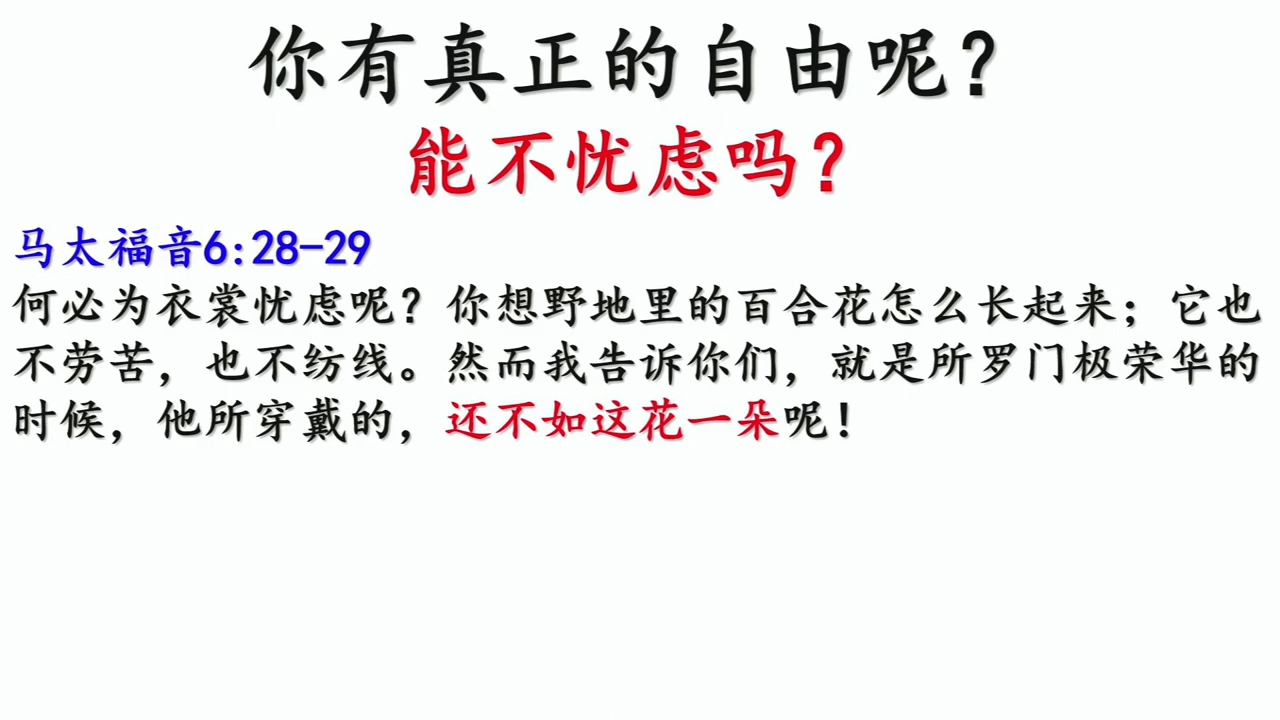 你有真正的自由呢？
能不忧虑吗？
马太福音6:28-29
何必为衣裳忧虑呢？你想野地里的百合花怎么长起来；它也
不劳苦，也不纺线。然而我告诉你们，就是所罗门极荣华的
时候，他所穿戴的，还不如这花一朵呢！